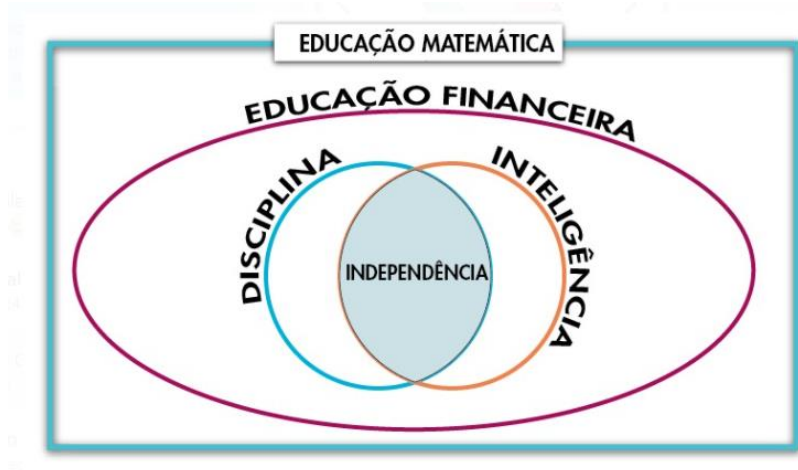 EDUCAÇÃO MATEMÁTICA
EDUCAÇÃO FINANCEIRA
DISCIPLINA
INTELIGÊNCIA
INDEPENDÊNCIA